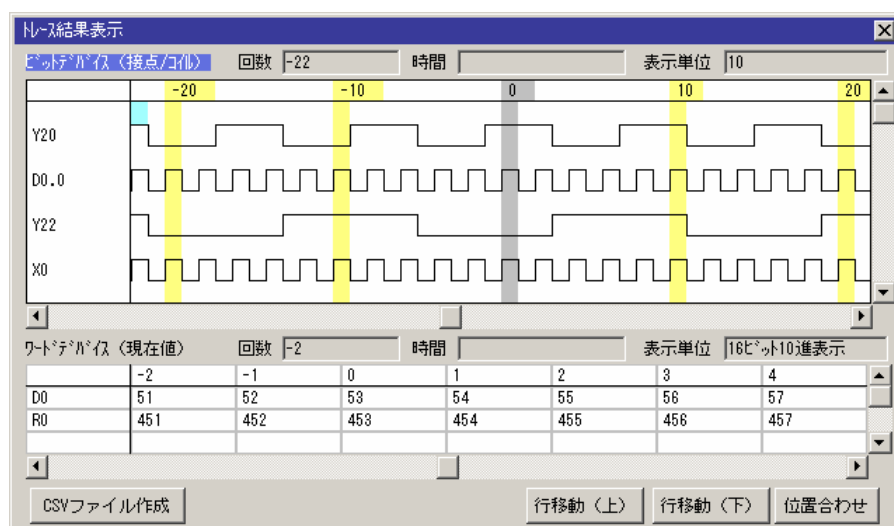 トレース結果表示
ビットデバイス（接点/コイル） 回数 -22 時間 表示単位 10
-20 -10 0 10 20
Y20
D0.0
Y22
X0
ワードデバイス（現在値） 回数 -2 時間 表示単位 16ビット10進表示
-2 -1 0 1 2 3 4
D0 51 52 53 54 55 56 57
R0 451 452 453 454 455 456 457
CSVファイル作成 行移動（上） 行移動（下） 位置合わせ